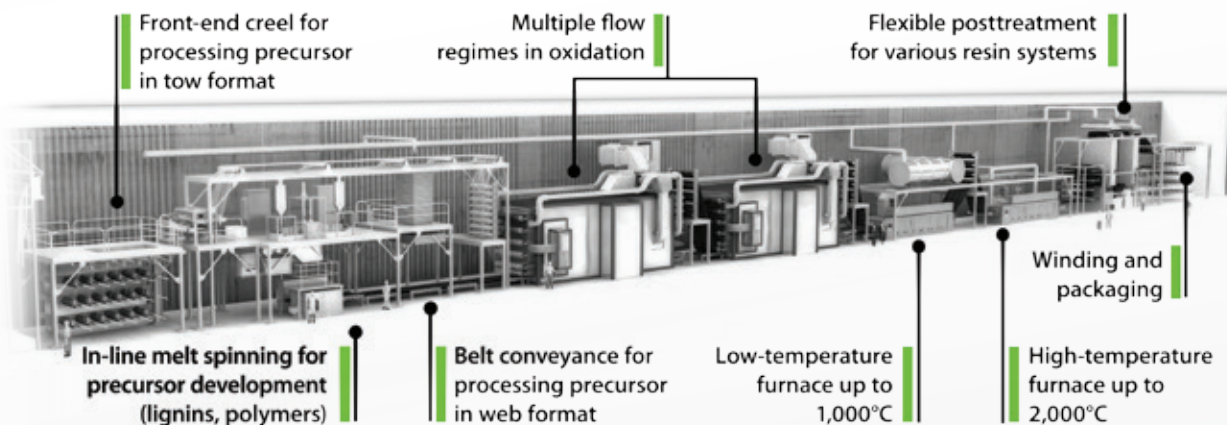 Front-end creel for
processing precursor
in tow format
Multiple flow
regimes in oxidation
Flexible posttreatment
for various resin systems
In-line melt spinning for
precursor development
(lignins, polymers)
Belt conveyance for
processing precursor
in web format
Low-temperature
furnace up to
1,000°C
High-temperature
furnace up to
2,000°C
Winding and
packaging